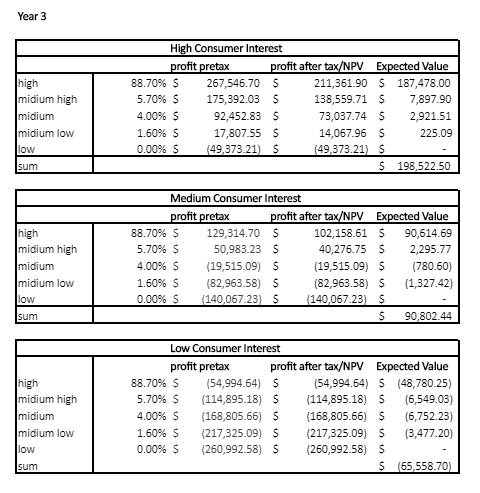 Year 3
High Consumer Interest
profit pretax profit after tax/NPV Expected Value
high 88.70% $ 267,546.70 $ 211,361.90 $ 187,478.00
midium high 5.70% $ 175,392.03 $ 138,559.71 $ 7,897.90
midium 4.00% $ 92,452.83 $ 73,037.74 $ 2,921.51
midium low 1.60% $ 17,807.55 $ 14,067.96 $ 225.09
low 0.00% $ (49,373.21) $ (49,373.21) $ -
sum $ 198,522.50
Medium Consumer Interest
profit pretax profit after tax/NPV Expected Value
high 88.70% $ 129,314.70 $ 102,158.61 $ 90,614.69
midium high 5.70% $ 50,983.23 $ 40,276.75 $ 2,295.77
midium 4.00% $ (19,515.09) $ (19,515.09) $ (780.60)
midium low 1.60% $ (82,963.58) $ (82,963.58) $ (1,327.42)
low 0.00% $ (140,067.23) $ (140,067.23) $ -
sum $ 90,802.44
Low Consumer Interest
profit pretax profit after tax/NPV Expected Value
high 88.70% $ (54,994.64) $ (54,994.64) $ (48,780.25)
midium high 5.70% $ (114,895.18) $ (114,895.18) $ (6,549.03)
midium 4.00% $ (168,805.66) $ (168,805.66) $ (6,752.23)
midium low 1.60% $ (217,325.09) $ (217,325.09) $ (3,477.20)
low 0.00% $ (260,992.58) $ (260,992.58) $ -
sum $ (65,558.70)